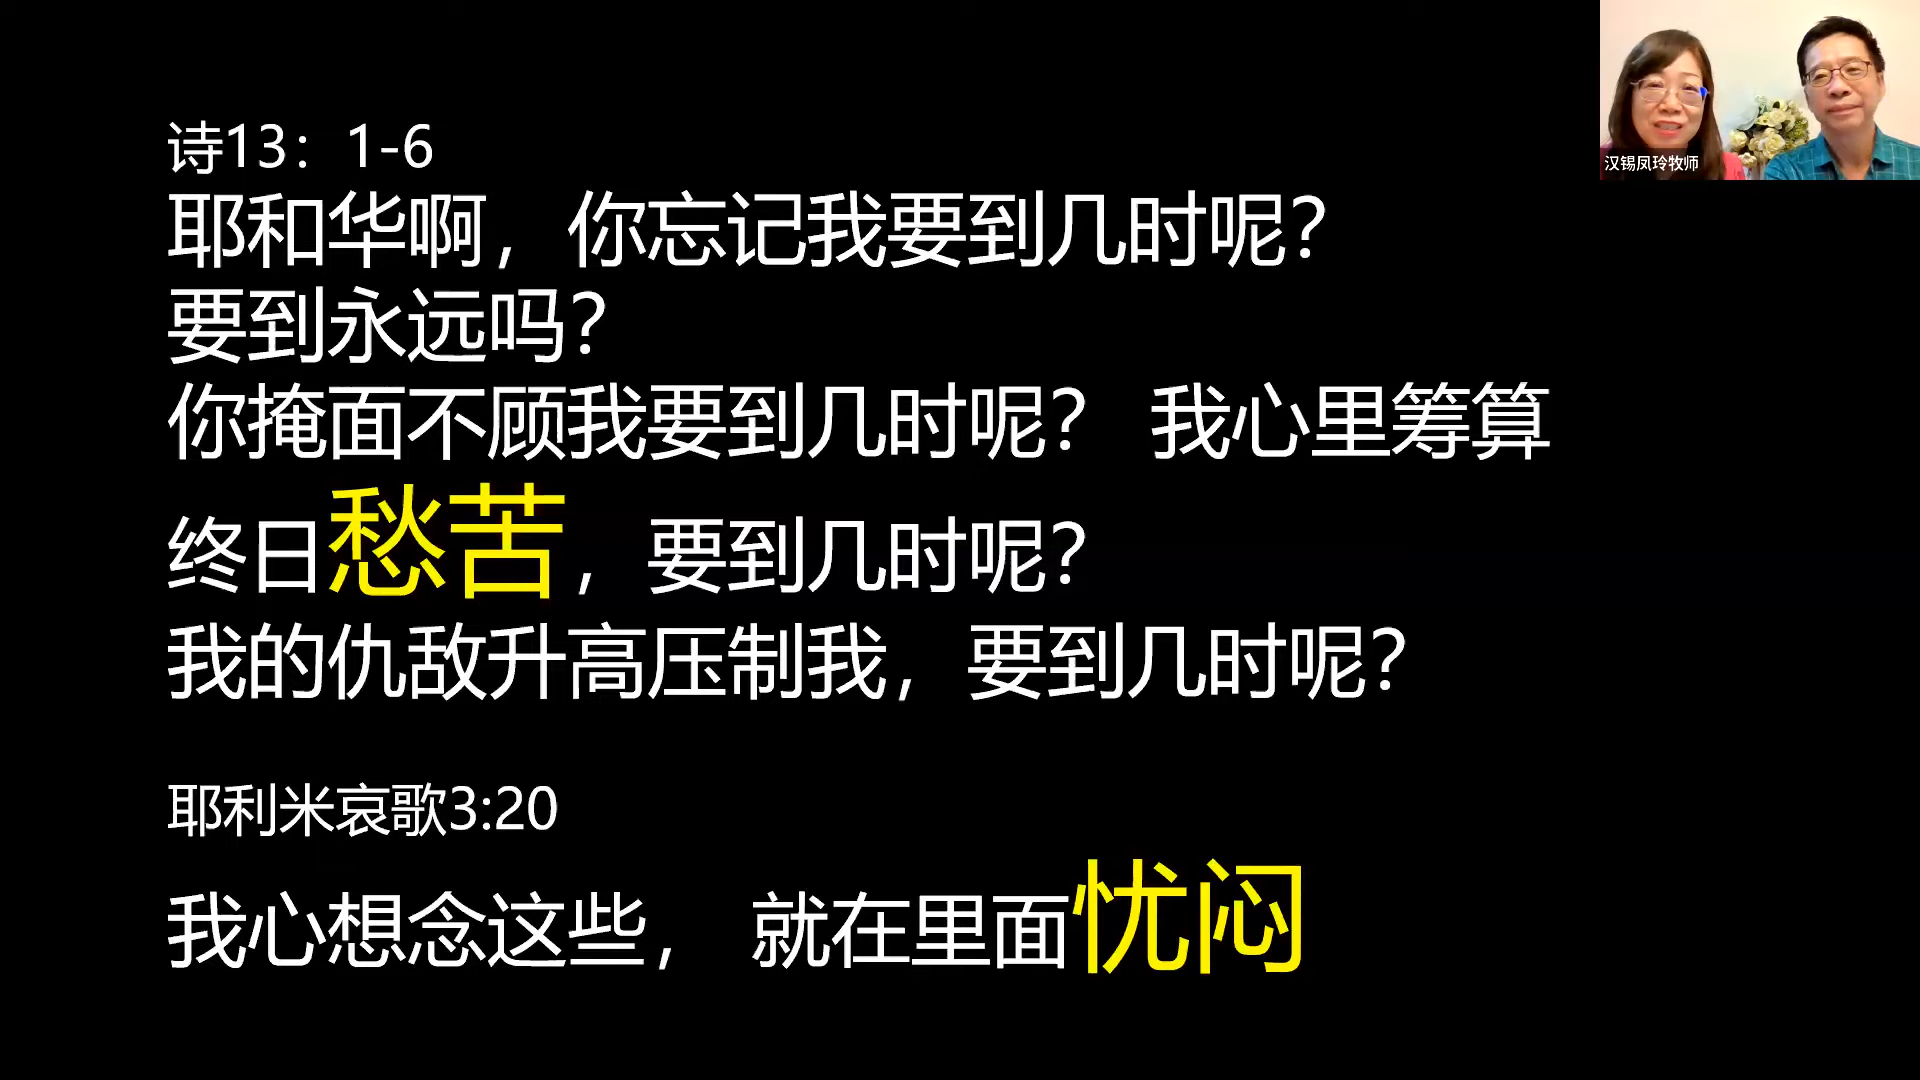 诗13：1-6
耶和华啊，你忘记我要到几时呢？
要到永远吗？
你掩面不顾我要到几时呢？ 我心里筹算
终日愁苦，要到几时呢？
我的仇敌升高压制我，要到几时呢？
耶利米哀歌3:20
我心想念这些， 就在里面忧闷
汉锡凤玲牧师